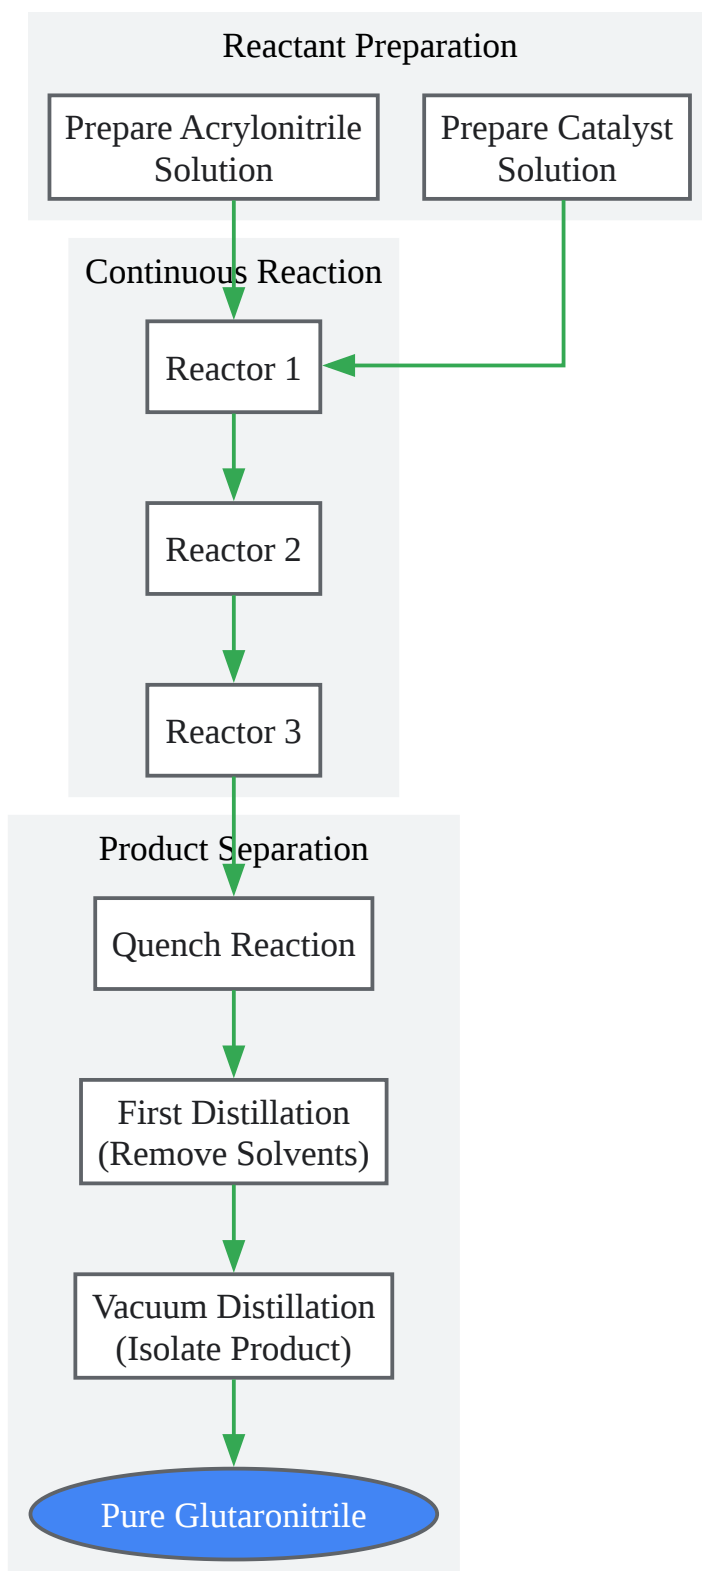 Reactant Preparation
Prepare Acrylonitrile
Solution
Prepare Catalyst
Solution
Continuous Reaction
Reactor 1
Reactor 2
Reactor 3
Product Separation
Quench Reaction
First Distillation
(Remove Solvents)
Vacuum Distillation
(Isolate Product)
Pure Glutaronitrile